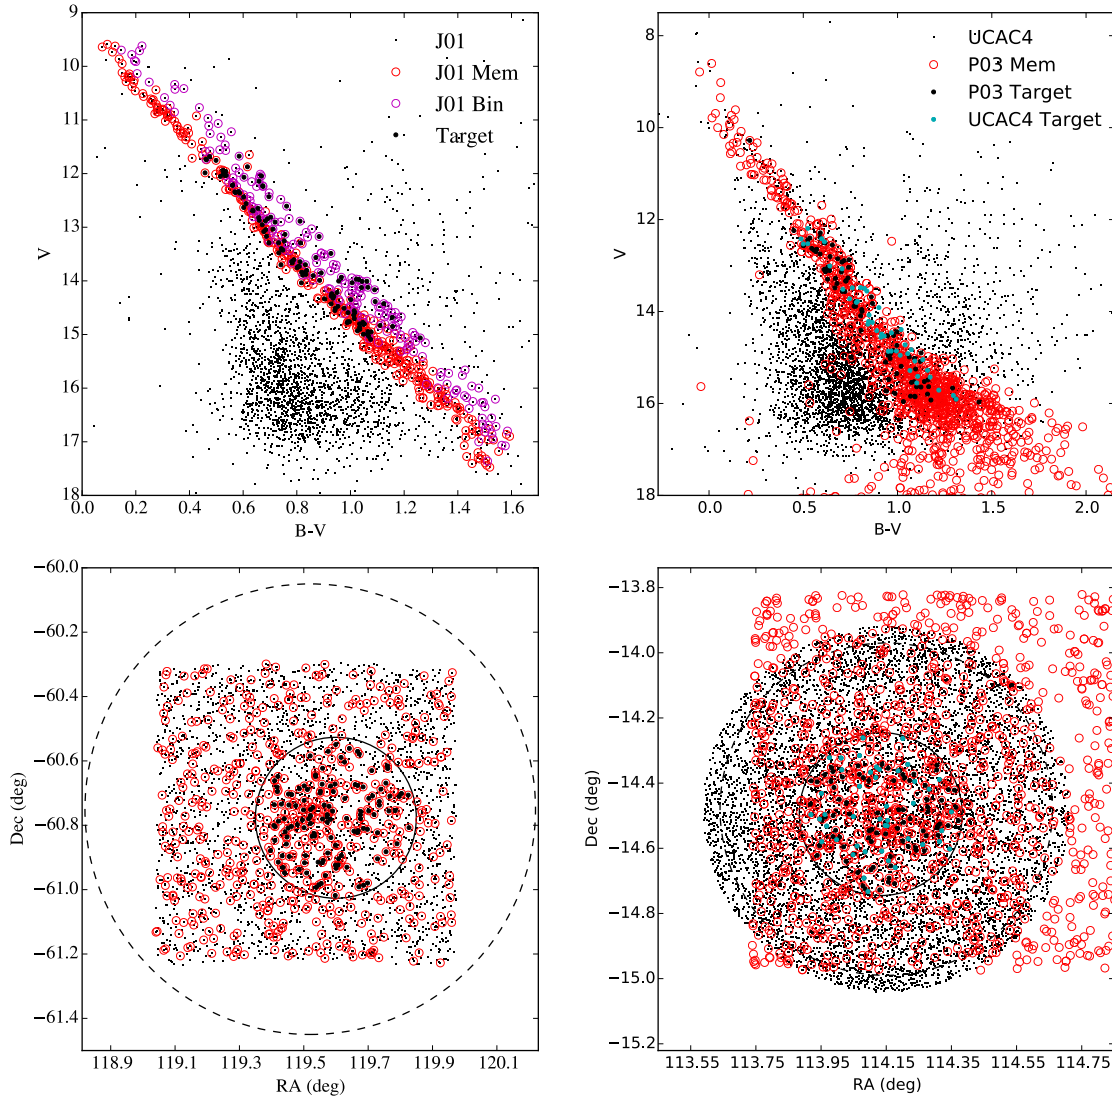 9
10
11
12
13
14
15
16
17
18
V
J01
J01 Mem
J01 Bin
Target
0.0 0.2 0.4 0.6 0.8 1.0 1.2 1.4 1.6
B-V
8
10
12
14
16
18
V
UCAC4
P03 Mem
P03 Target
UCAC4 Target
0.0 0.5 1.0 1.5 2.0
B-V
−60.0
−60.2
−60.4
−60.6
−60.8
−61.0
−61.2
−61.4
Dec (deg)
118.9 119.1 119.3 119.5 119.7 119.9 120.1
RA (deg)
−13.8
−14.0
−14.2
−14.4
−14.6
−14.8
−15.0
−15.2
Dec (deg)
113.55 113.75 113.95 114.15 114.35 114.55 114.75
RA (deg)